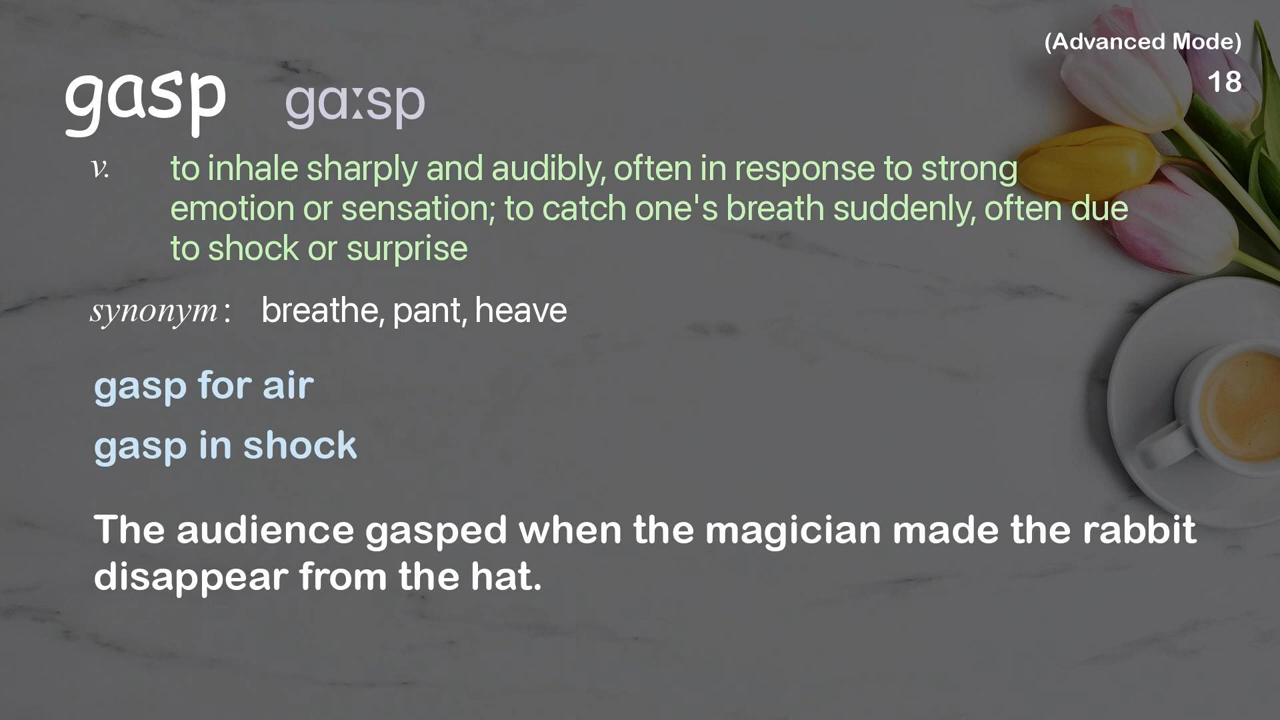 (Advanced Mode)
18
gasp gɑːsp
v. to inhale sharply and audibly, often in response to strong
emotion or sensation; to catch one's breath suddenly, often due
to shock or surprise
synonym: breathe, pant, heave
gasp for air
gasp in shock
The audience gasped when the magician made the rabbit
disappear from the hat.